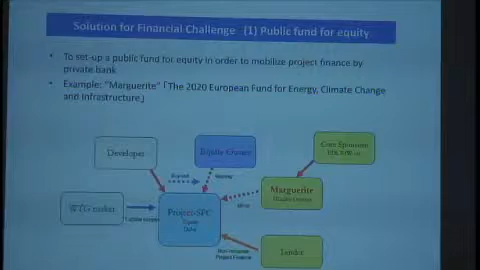 Solution for Financial Challenge (1) Public fund for equity
• To set-up a public fund for equity in order to mobilize project finance by
private bank
• Example: "Marguerite" 「The 2020 European Fund for Energy, Climate Change
and Infrastructure」
Developer
Core Sponsors
Marguerite
WTG maker
Project-SPC
Equity
Debt
Lender
Non-recourse
Project Finance